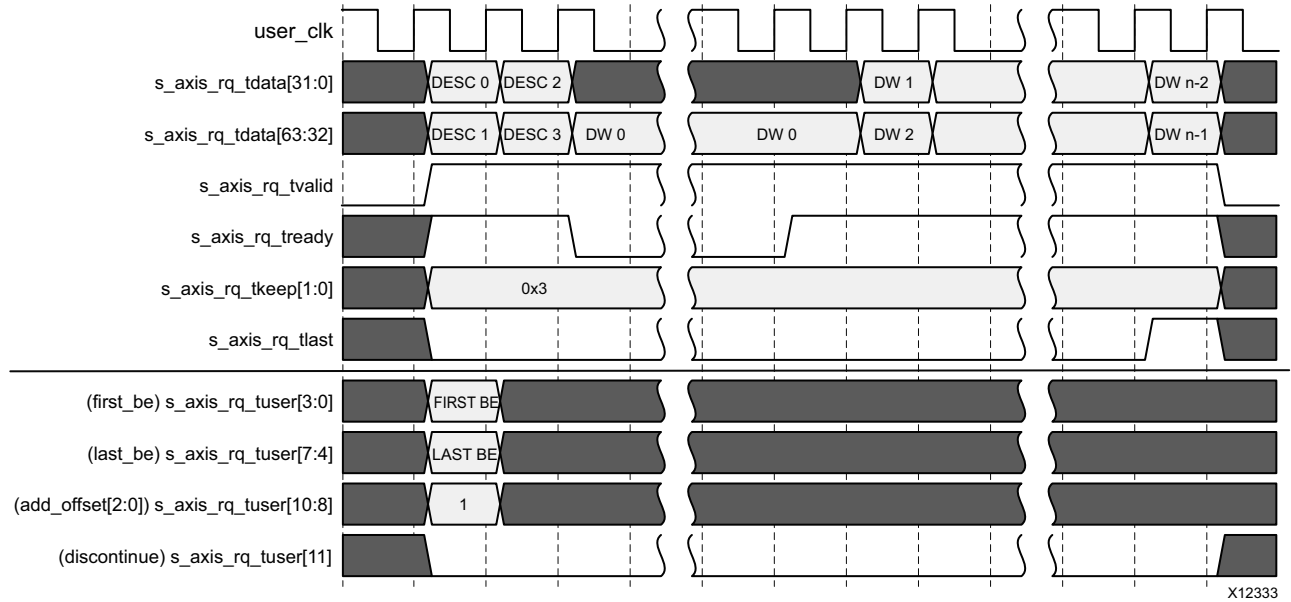 user_clk
s_axis_rq_tdata[31:0] DESC 0 DESC 2 DW 1 DW n-2
s_axis_rq_tdata[63:32] DESC 1 DESC 3 DW 0 DW 0 DW 2 DW n-1
s_axis_rq_tvalid
s_axis_rq_tready
s_axis_rq_tkeep[1:0] 0x3
s_axis_rq_tlast
(first_be) s_axis_rq_tuser[3:0] FIRST BE
(last_be) s_axis_rq_tuser[7:4] LAST BE
(add_offset[2:0]) s_axis_rq_tuser[10:8] 1
(discontinue) s_axis_rq_tuser[11]
X12333